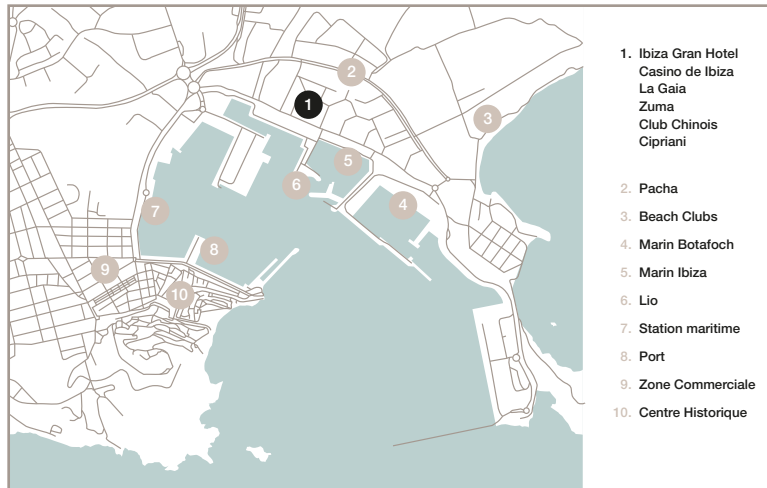 2
1
3
5
6
4
7
8
9
10
1. Ibiza Gran Hotel
Casino de Ibiza
La Gaia
Zuma
Club Chinois
Cipriani
2. Pacha
3. Beach Clubs
4. Marin Botafoch
5. Marin Ibiza
6. Lio
7. Station maritime
8. Port
9. Zone Commerciale
10. Centre Historique